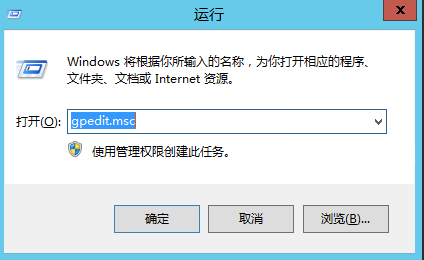 运行
x
Windows 将根据你所输入的名称，为你打开相应的程序、
文件夹、文档或 Internet 资源。
打开(O): gpedit.msc
使用管理权限创建此任务。
确定 取消 浏览(B)...